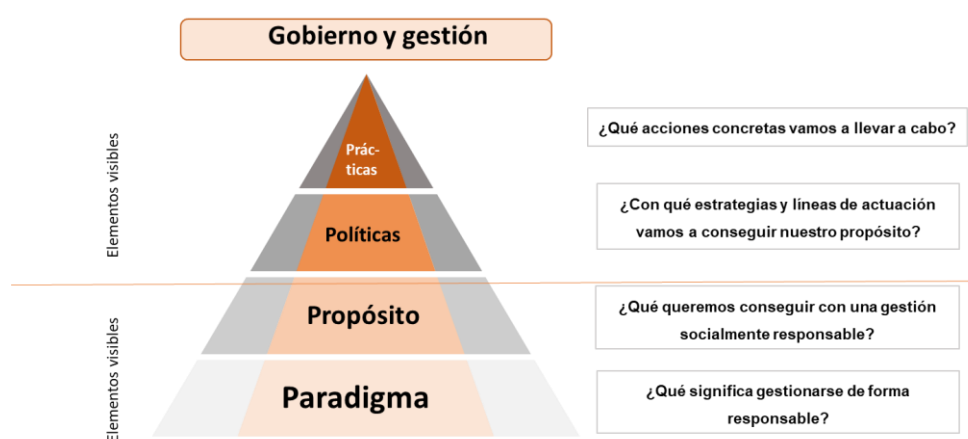 Gobierno y gestión
Elementos visibles
Prác-
ticas
¿Qué acciones concretas vamos a llevar a cabo?
Políticas
¿Con qué estrategias y líneas de actuación
vamos a conseguir nuestro propósito?
Elementos visibles
Propósito
¿Qué queremos conseguir con una gestión
socialmente responsable?
Paradigma
¿Qué significa gestionarse de forma
responsable?